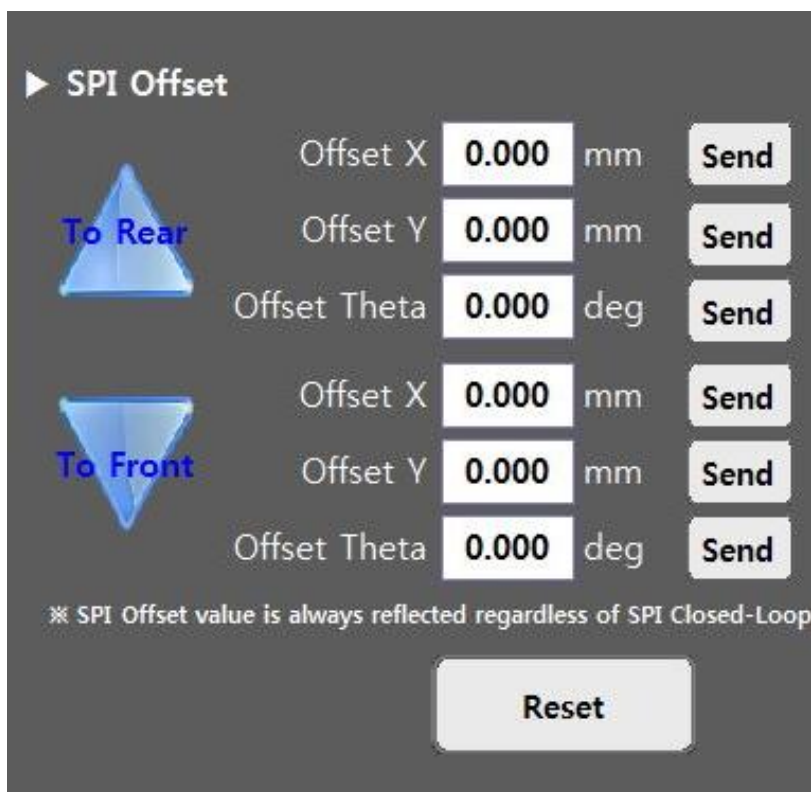 ▶ SPI Offset
Offset X 0.000 mm Send
To Rear Offset Y 0.000 mm Send
Offset Theta 0.000 deg Send
Offset X 0.000 mm Send
To Front Offset Y 0.000 mm Send
Offset Theta 0.000 deg Send
※ SPI Offset value is always reflected regardless of SPI Closed-Loop
Reset